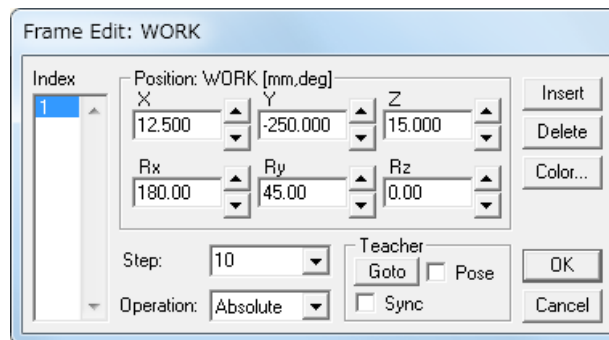 Frame Edit: WORK
Index
1
Position: WORK [mm,deg]
X Y Z
12.500 -250.000 15.000
Rx Ry Rz
180.00 45.00 0.00
Insert
Delete
Color...
Step: 10
Operation: Absolute
Teacher
Goto Pose
Sync
OK
Cancel